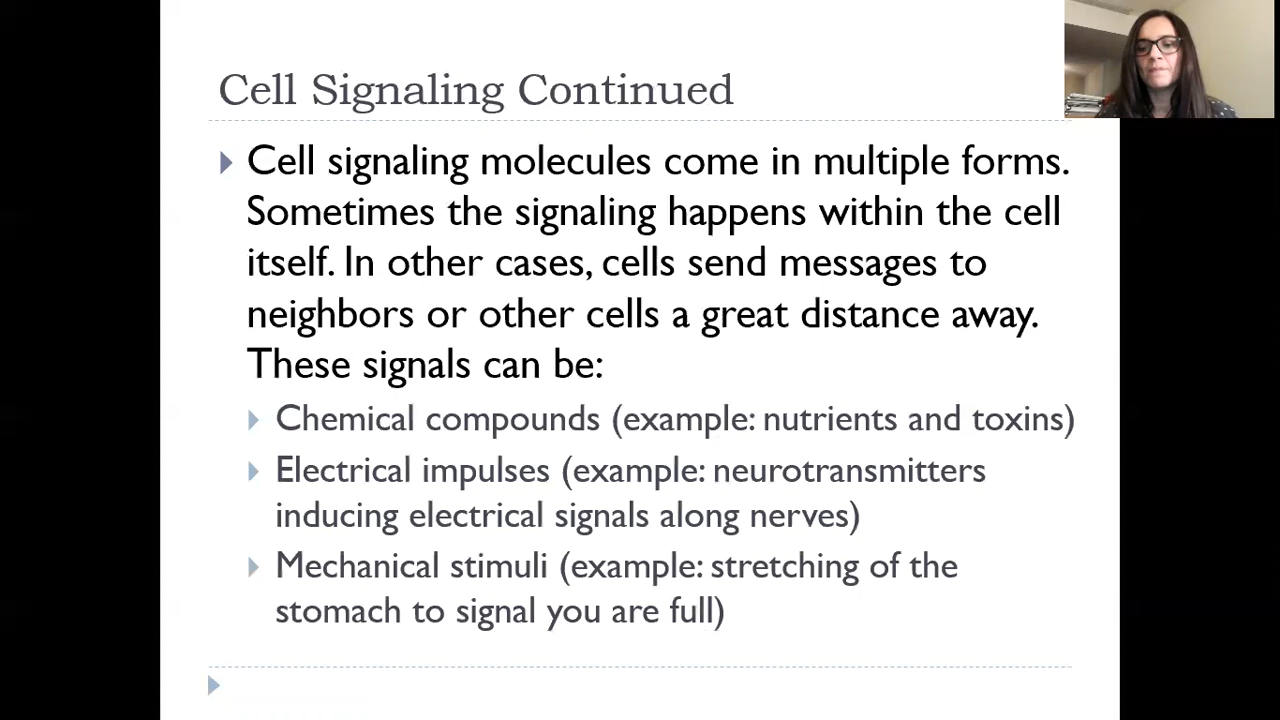 Cell Signaling Continued
Cell signaling molecules come in multiple forms.
Sometimes the signaling happens within the cell
itself. In other cases, cells send messages to
neighbors or other cells a great distance away.
These signals can be:
Chemical compounds (example: nutrients and toxins)
Electrical impulses (example: neurotransmitters
inducing electrical signals along nerves)
Mechanical stimuli (example: stretching of the
stomach to signal you are full)